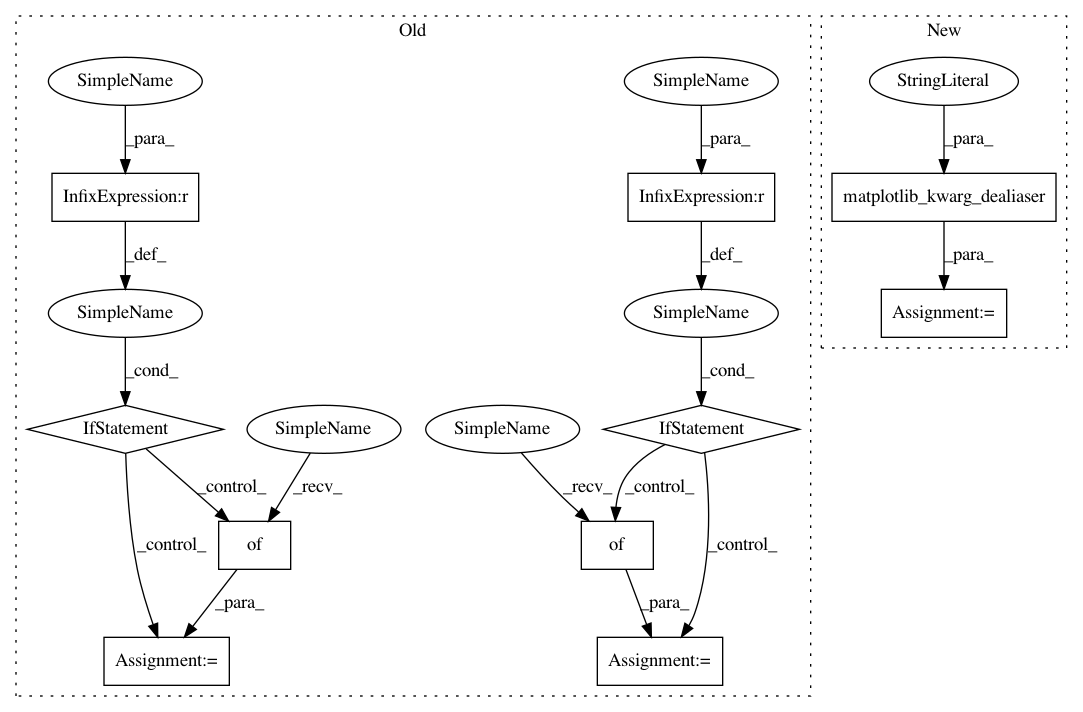 Old
New
SimpleName
SimpleName
StringLiteral
_para_
_para_
_para_
InfixExpression:r
InfixExpression:r
matplotlib_kwarg_dealiaser
_def_
_def_
_para_
SimpleName
SimpleName
Assignment:=
_cond_
_cond_
IfStatement
SimpleName
SimpleName
IfStatement
_control_
_recv_
_recv_
_control_
_control_
of
of
_control_
_para_
_para_
Assignment:=
Assignment:=